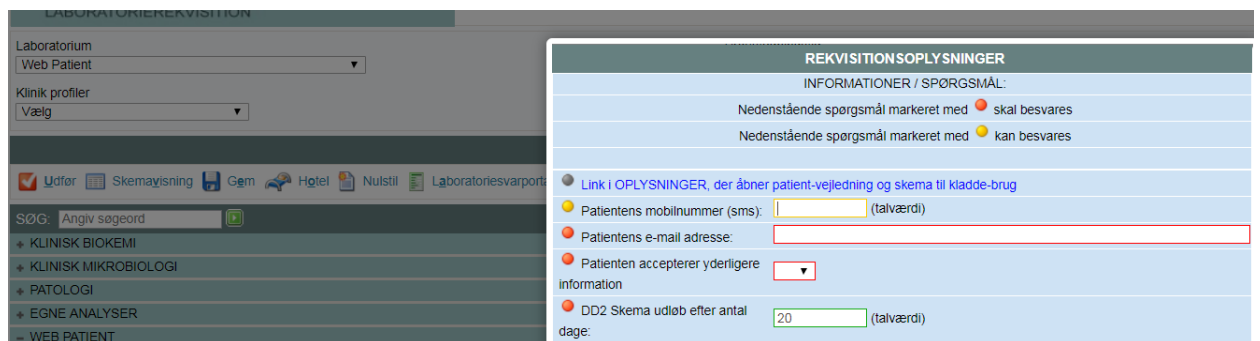 LABORATORIEREKVISITION
Laboratorium
Web Patient
Klinik profiler
Vælg
Udfør Skemavisning Gem Hotel Nulstil Laboratoriesvarporta
SØG: Angiv søgeord
KLINISK BIOKEMI
KLINISK MIKROBIOLOGI
PATOLOGI
EGNE ANALYSER
WEB PATIENT
REKVISITIONSOPLYSNINGER
INFORMATIONER / SPØRGSMÅL:
Nedenstående spørgsmål markeret med skal besvares
Nedenstående spørgsmål markeret med kan besvares
Link i OPLYSNINGER, der åbner patient-vejledning og skema til kladde-brug
Patientens mobilnummer (sms): (talværdi)
Patientens e-mail adresse:
Patienten accepterer yderligere
information
DD2 Skema udløb efter antal
dage: 20 (talværdi)